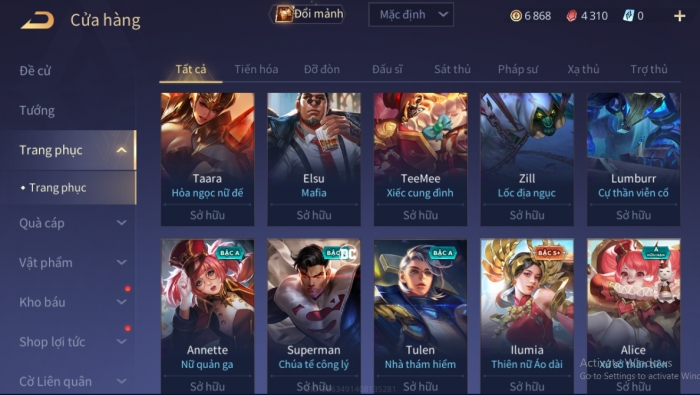 Cửa hàng
Đổi mảnh
Mặc định
6 868
4 310
0
Đề cử
Tướng
Trang phục
• Trang phục
Quà cáp
Vật phẩm
Kho báu
Shop lợi tức
Cờ Liên quân
Tất cả Tiến hóa Đỡ đòn Đấu sĩ Sát thủ Pháp sư Xạ thủ Trợ thủ
Taara
Hỏa ngọc nữ đế
Sở hữu
Elsu
Mafia
Sở hữu
TeeMee
Xiếc cung đình
Sở hữu
Zill
Lốc địa ngục
Sở hữu
Lumburr
Cự thần viễn cổ
Sở hữu
BẬC A
Annette
Nữ quản ga
Sở hữu
BẬC
DC
Superman
Chúa tể công lý
Sở hữu
BẬC A
Tulen
Nhà thám hiểm
Sở hữu
BẬC S+
Ilumia
Thiên nữ Áo dài
Sở hữu
A
Alice
Xứ sở thần tiên
Sở hữu
Activate Windows
Go to Settings to activate Wind